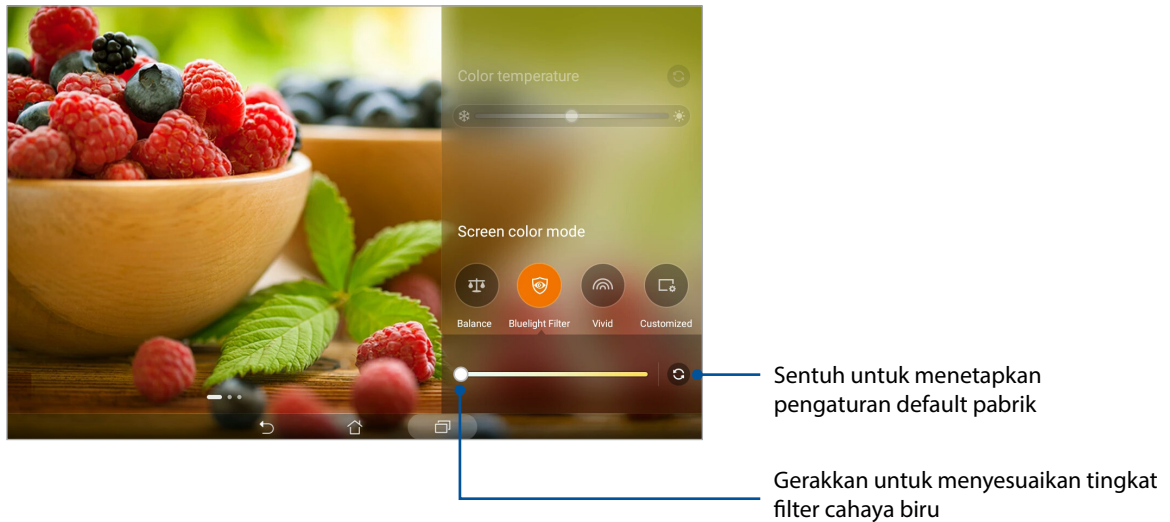 Color temperature
Screen color mode
Balance
Bluelight Filter
Vivid
Customized
Sentuh untuk menetapkan
pengaturan default pabrik
Gerakkan untuk menyesuaikan tingkat
filter cahaya biru